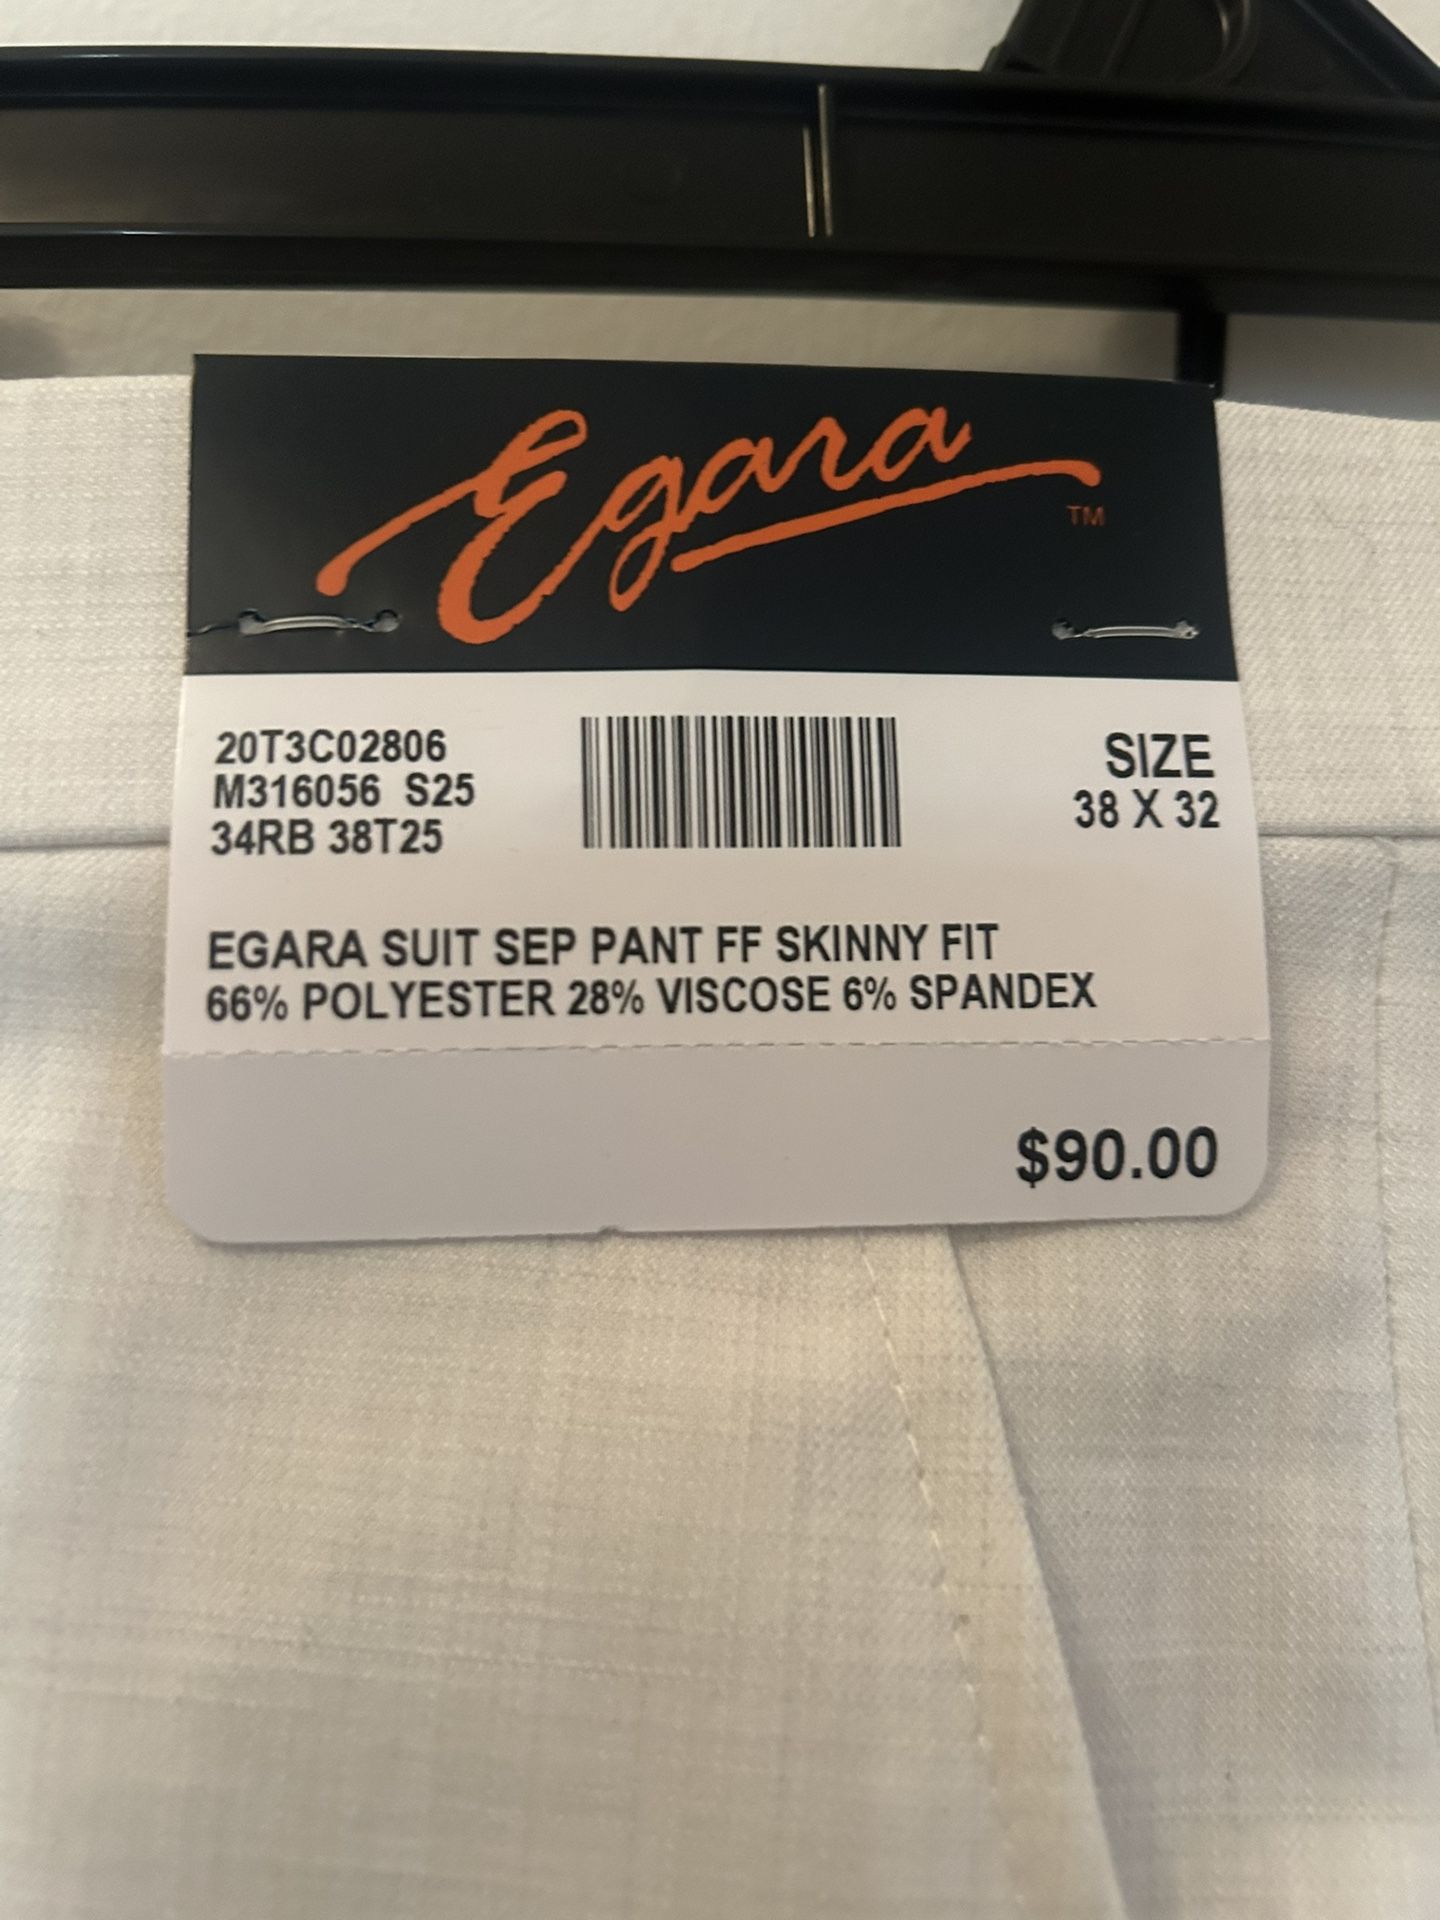 Egara
TM
20T3C02806
M316056 S25
34RB 38T25
SIZE
38 X 32
EGARA SUIT SEP PANT FF SKINNY FIT
66% POLYESTER 28% VISCOSE 6% SPANDEX
$90.00